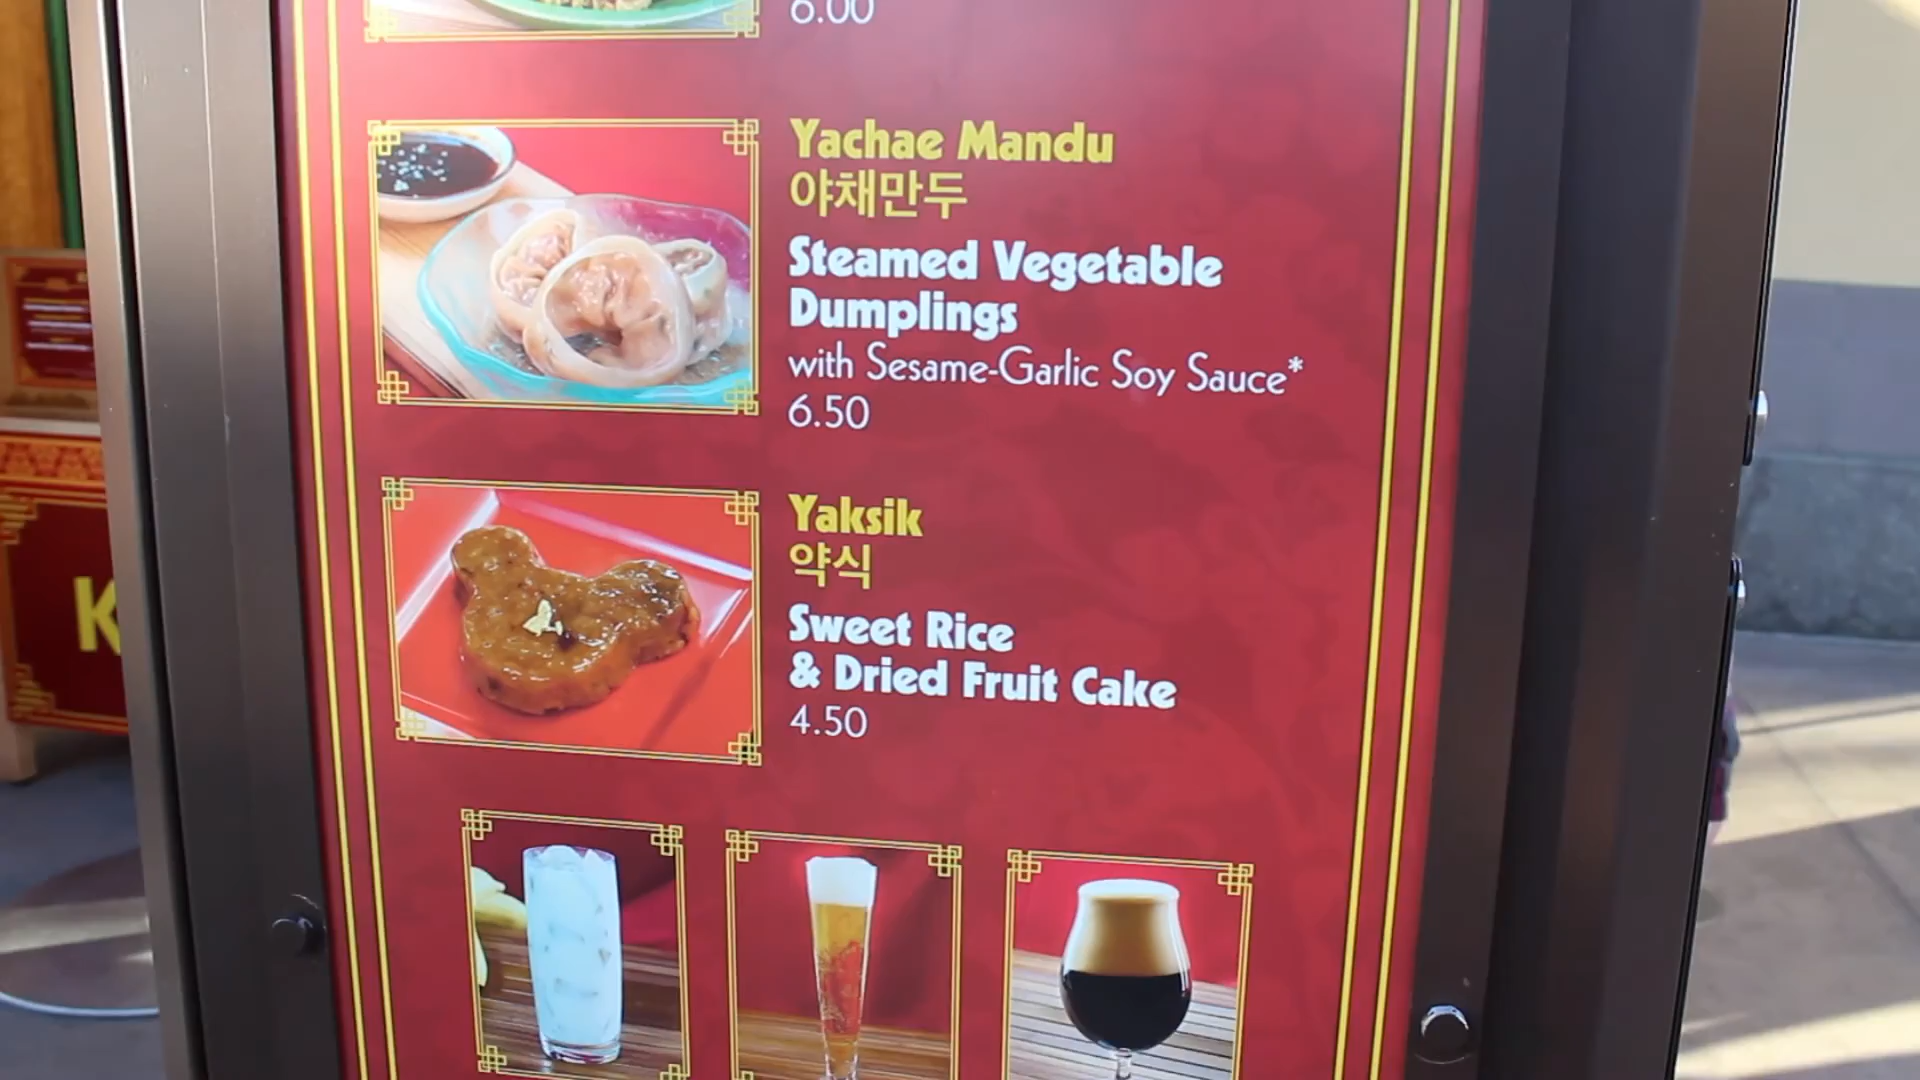 6.00
Yachae Mandu
야채만두
Steamed Vegetable
Dumplings
with Sesame-Garlic Soy Sauce*
6.50
Yaksik
약식
Sweet Rice
& Dried Fruit Cake
4.50
K